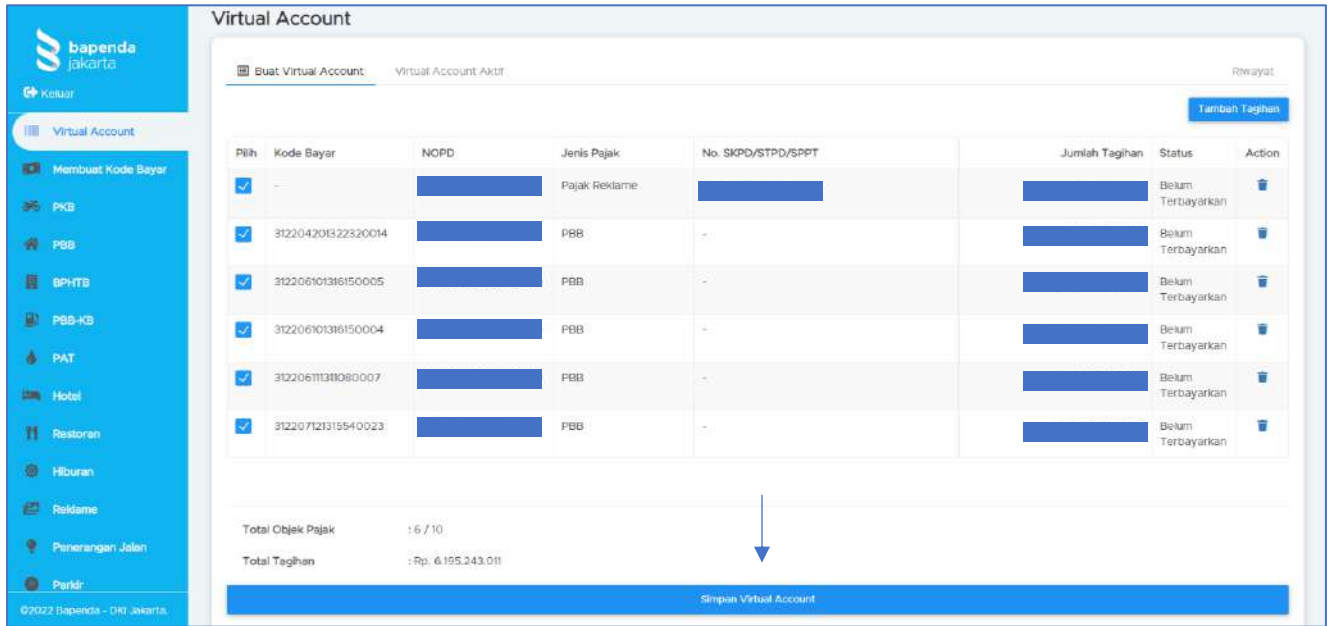 Virtual Account
bapenda
jakarta
Keluar
Virtual Account
Membuat Kode Bayar
PKB
PBB
BPHTB
PBB-KB
PAT
Hotel
Restoran
Hiburan
Reklame
Penerangan Jalan
Parkir
©2022 Bapenda - DKI Jakarta.
Buat Virtual Account Virtual Account Aktif Riwayat
Tambah Tagihan
Pilih Kode Bayar NOPD Jenis Pajak No. SKPD/STPD/SPPT Jumlah Tagihan Status Action
- Pajak Reklame Belum
Terbayarkan
312204201322320014 PBB - Belum
Terbayarkan
312206101316150005 PBB - Belum
Terbayarkan
312206101316150004 PBB - Belum
Terbayarkan
312206111311080007 PBB - Belum
Terbayarkan
312207121315540023 PBB - Belum
Terbayarkan
Total Objek Pajak : 6 / 10
Total Tagihan : Rp. 6.195.243.011
Simpan Virtual Account